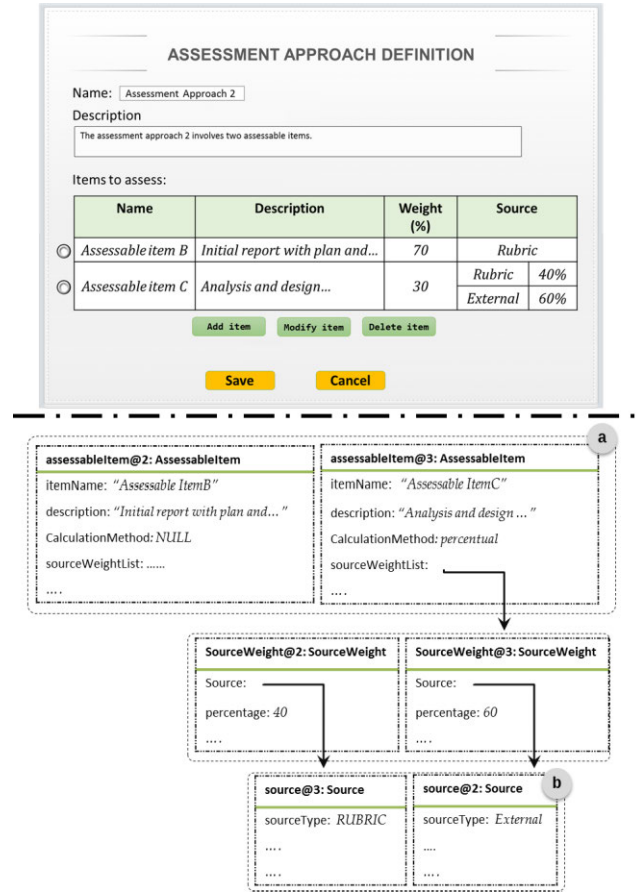 ASSESSMENT APPROACH DEFINITION
Name: Assessment Approach 2
Description
The assessment approach 2 involves two assessable items.
Items to assess:
Name Description Weight (%) Source
Assessable item B Initial report with plan and... 70 Rubric
Assessable item C Analysis and design... 30 Rubric 40%
External 60%
Add item Modify item Delete item
Save Cancel
a
assessableItem@2: AssessableItem
itemName: “Assessable ItemB”
description: “Initial report with plan and…”
CalculationMethod: NULL
sourceWeightList: ......
....
assessableItem@3: AssessableItem
itemName: “Assessable ItemC”
description: “Analysis and design …”
CalculationMethod: percentual
sourceWeightList:
....
SourceWeight@2: SourceWeight
Source:
percentage: 40
....
SourceWeight@3: SourceWeight
Source:
percentage: 60
....
b
source@3: Source
sourceType: RUBRIC
....
....
source@2: Source
sourceType: External
....
....